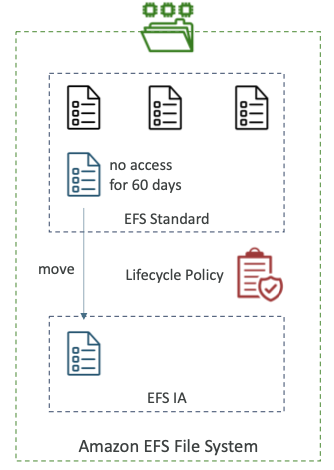 no access
for 60 days
EFS Standard
move
Lifecycle Policy
EFS IA
Amazon EFS File System